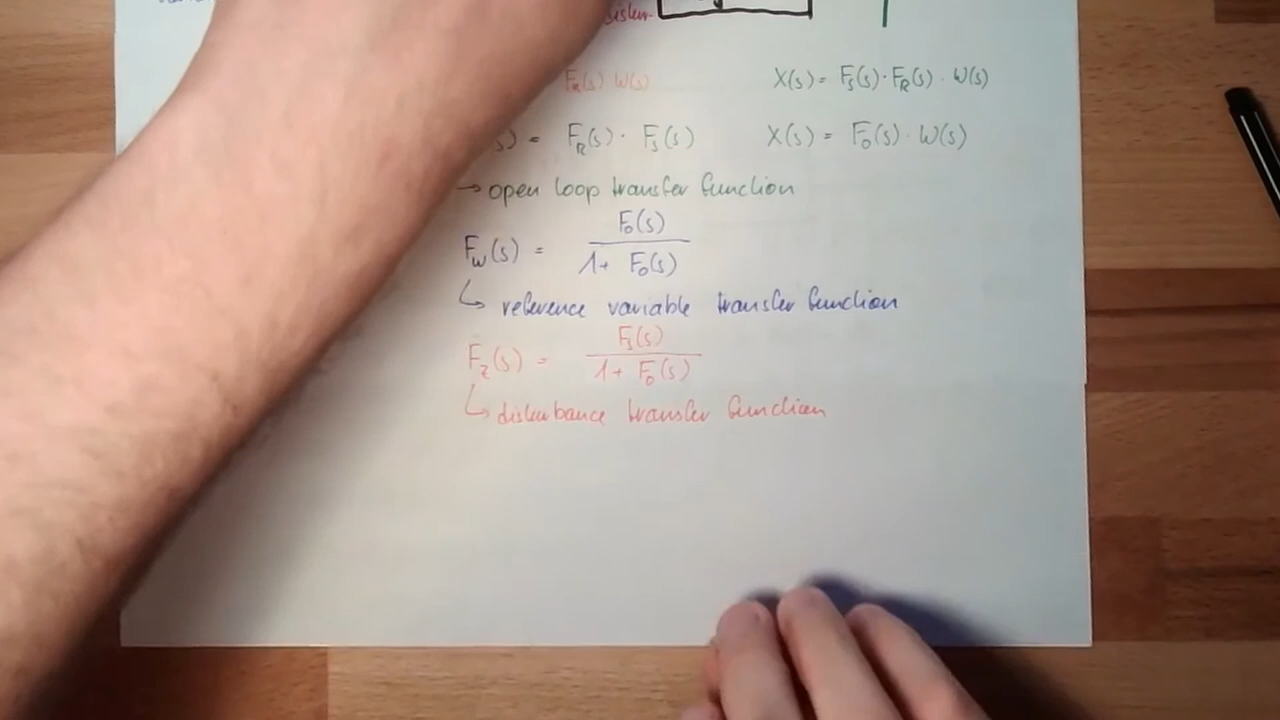 F_R(s) W(s) X(s) = F_S(s) · F_R(s) · W(s)
s) = F_R(s) · F_S(s) X(s) = F_0(s) · W(s)
→ open loop transfer function
F_W(s) = F_0(s) / 1 + F_0(s)
↳ reference variable transfer function
F_Z(s) = F_S(s) / 1 + F_0(s)
↳ disturbance transfer function